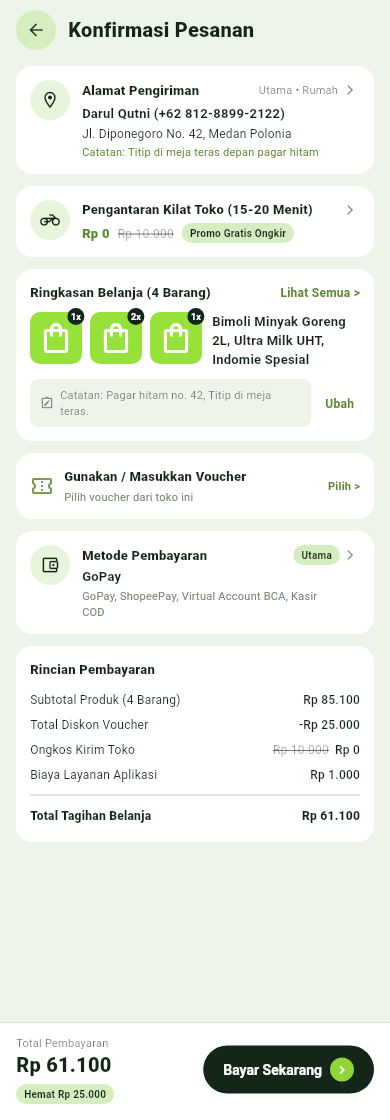 Konfirmasi Pesanan
Alamat Pengiriman
Utama • Rumah
Darul Qutni (+62 812-8899-2122)
Jl. Diponegoro No. 42, Medan Polonia
Catatan: Titip di meja teras depan pagar hitam
Pengantaran Kilat Toko (15-20 Menit)
Rp 0 Rp 10.000 Promo Gratis Ongkir
Ringkasan Belanja (4 Barang)
Lihat Semua >
1x 2x 1x
Bimoli Minyak Goreng
2L, Ultra Milk UHT,
Indomie Spesial
Catatan: Pagar hitam no. 42, Titip di meja
teras.
Ubah
Gunakan / Masukkan Voucher
Pilih voucher dari toko ini
Pilih >
Metode Pembayaran
Utama
GoPay
GoPay, ShopeePay, Virtual Account BCA, Kasir
COD
Rincian Pembayaran
Subtotal Produk (4 Barang) Rp 85.100
Total Diskon Voucher -Rp 25.000
Ongkos Kirim Toko Rp 10.000 Rp 0
Biaya Layanan Aplikasi Rp 1.000
Total Tagihan Belanja Rp 61.100
Total Pembayaran
Rp 61.100
Hemat Rp 25.000
Bayar Sekarang